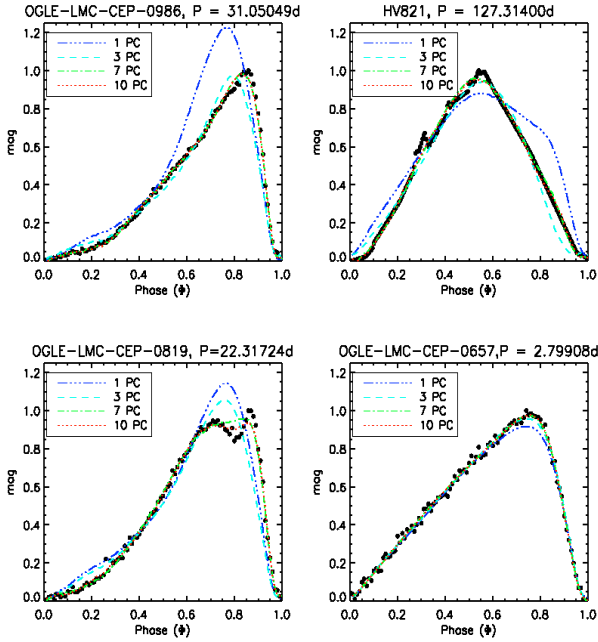 OGLE-LMC-CEP-0986, P = 31.05049d
1 PC
3 PC
7 PC
10 PC
mag
1.2
1.0
0.8
0.6
0.4
0.2
0.0
0.0 0.2 0.4 0.6 0.8 1.0
Phase (Φ)
HV821, P = 127.31400d
1 PC
3 PC
7 PC
10 PC
mag
1.2
1.0
0.8
0.6
0.4
0.2
0.0
0.0 0.2 0.4 0.6 0.8 1.0
Phase (Φ)
OGLE-LMC-CEP-0819, P=22.31724d
1 PC
3 PC
7 PC
10 PC
mag
1.2
1.0
0.8
0.6
0.4
0.2
0.0
0.0 0.2 0.4 0.6 0.8 1.0
Phase (Φ)
OGLE-LMC-CEP-0657,P = 2.79908d
1 PC
3 PC
7 PC
10 PC
mag
1.2
1.0
0.8
0.6
0.4
0.2
0.0
0.0 0.2 0.4 0.6 0.8 1.0
Phase (Φ)